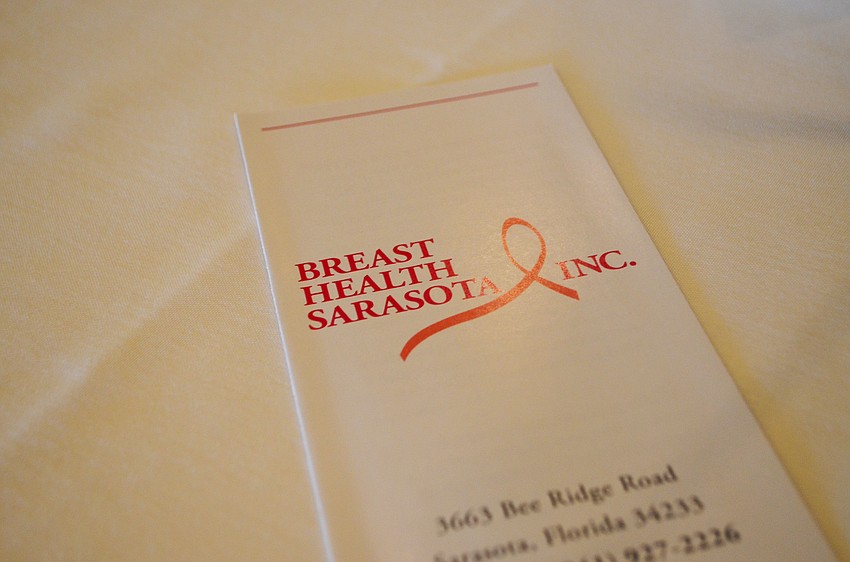 BREAST
HEALTH
SARASOTA INC.
3663 Bee Ridge Road
Sarasota, Florida 34233
927-2226